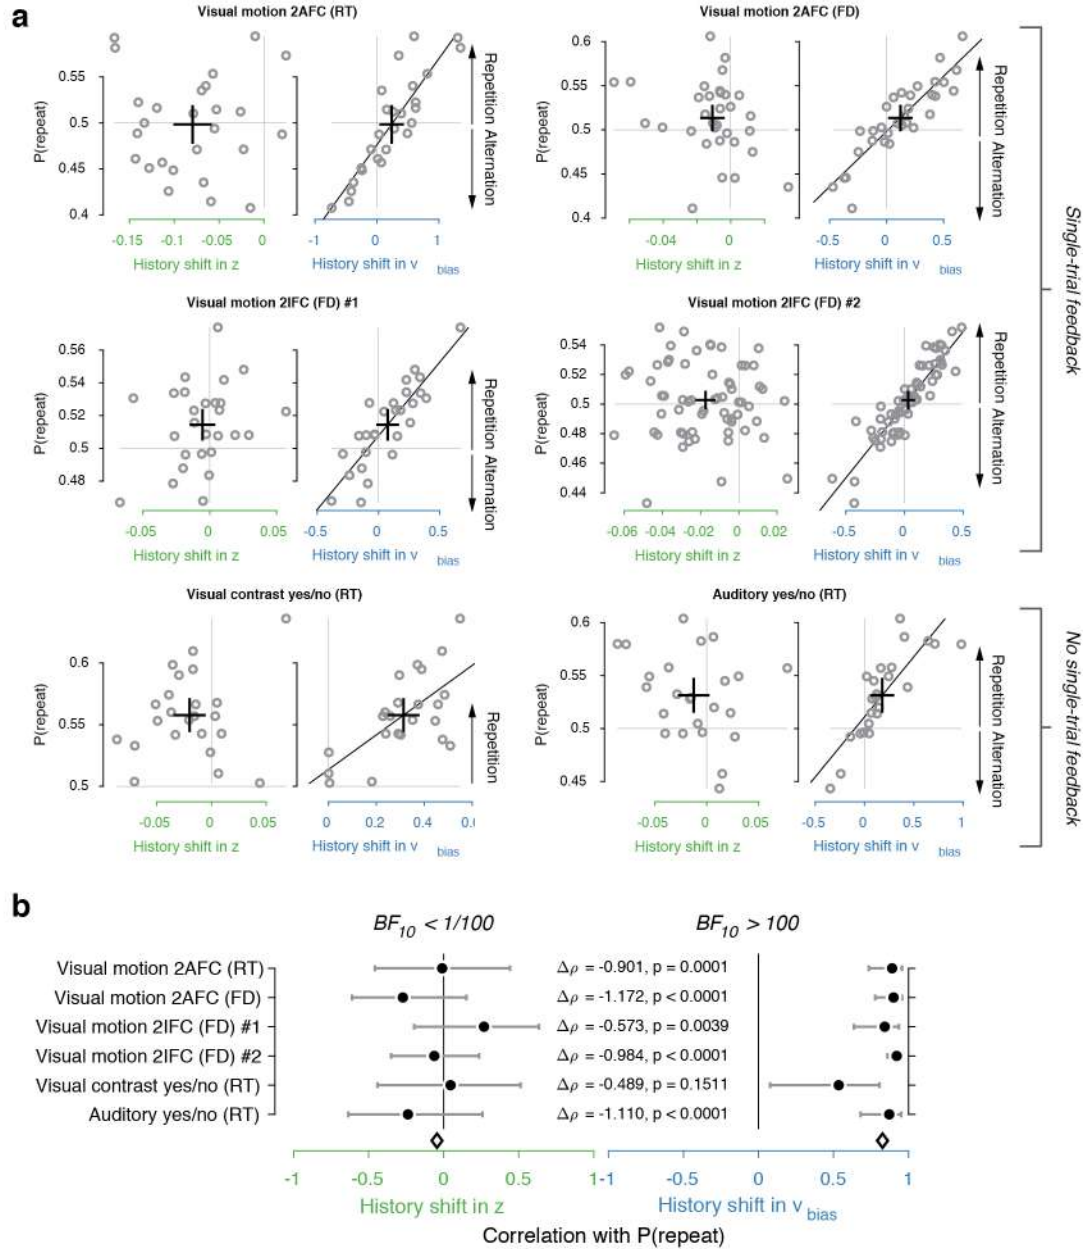 a
Visual motion 2AFC (RT)
P(repeat)
0.55
0.5
0.45
0.4
-0.15 -0.1 -0.05 0
History shift in z
-1 0 1
History shift in v bias
Repetition Alternation
Visual motion 2AFC (FD)
P(repeat)
0.6
0.55
0.5
0.45
0.4
-0.04 0
History shift in z
-0.5 0 0.5
History shift in v bias
Repetition Alternation
Visual motion 2IFC (FD) #1
P(repeat)
0.56
0.54
0.52
0.5
0.48
-0.05 0 0.05
History shift in z
-0.5 0 0.5
History shift in v bias
Repetition Alternation
Visual motion 2IFC (FD) #2
P(repeat)
0.54
0.52
0.5
0.48
0.46
0.44
-0.06 -0.04 -0.02 0 0.02
History shift in z
-0.5 0 0.5
History shift in v bias
Repetition Alternation
Single-trial feedback
Visual contrast yes/no (RT)
P(repeat)
0.6
0.55
0.5
-0.05 0 0.05
History shift in z
0 0.2 0.4
History shift in v bias
Repetition
Auditory yes/no (RT)
P(repeat)
0.6
0.55
0.5
0.45
-0.05 0 0.05
History shift in z
-0.5 0 0.5 1
History shift in v bias
Repetition Alternation
No single-trial feedback
b
BF10 < 1/100 BF10 > 100
Visual motion 2AFC (RT) Δρ = -0.901, p = 0.0001
Visual motion 2AFC (FD) Δρ = -1.172, p < 0.0001
Visual motion 2IFC (FD) #1 Δρ = -0.573, p = 0.0039
Visual motion 2IFC (FD) #2 Δρ = -0.984, p < 0.0001
Visual contrast yes/no (RT) Δρ = -0.489, p = 0.1511
Auditory yes/no (RT) Δρ = -1.110, p < 0.0001
-1 -0.5 0 0.5 1 -1 -0.5 0 0.5 1
History shift in z History shift in v bias
Correlation with P(repeat)